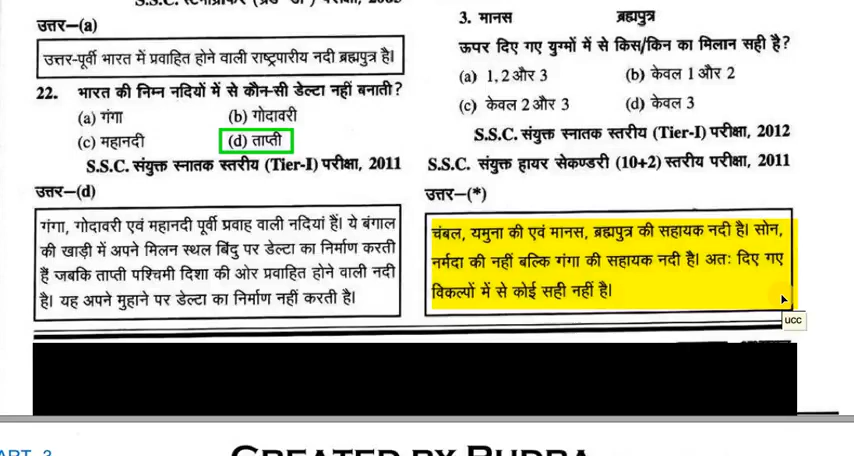 उत्तर–(a)
उत्तर-पूर्वी भारत में प्रवाहित होने वाली राष्ट्रपारीय नदी ब्रह्मपुत्र है।
22. भारत की निम्न नदियों में से कौन-सी डेल्टा नहीं बनाती?
(a) गंगा (b) गोदावरी
(c) महानदी (d) ताप्ती
S.S.C. संयुक्त स्नातक स्तरीय (Tier-I) परीक्षा, 2011
उत्तर–(d)
गंगा, गोदावरी एवं महानदी पूर्वी प्रवाह वाली नदियां हैं। ये बंगाल
की खाड़ी में अपने मिलन स्थल बिंदु पर डेल्टा का निर्माण करती
हैं जबकि ताप्ती पश्चिमी दिशा की ओर प्रवाहित होने वाली नदी
है। यह अपने मुहाने पर डेल्टा का निर्माण नहीं करती है।
3. मानस ब्रह्मपुत्र
ऊपर दिए गए युग्मों में से किस/किन का मिलान सही है?
(a) 1, 2 और 3 (b) केवल 1 और 2
(c) केवल 2 और 3 (d) केवल 3
S.S.C. संयुक्त स्नातक स्तरीय (Tier-I) परीक्षा, 2012
S.S.C. संयुक्त हायर सेकण्डरी (10+2) स्तरीय परीक्षा, 2011
उत्तर–(*)
चंबल, यमुना की एवं मानस, ब्रह्मपुत्र की सहायक नदी है। सोन,
नर्मदा की नहीं बल्कि गंगा की सहायक नदी है। अतः दिए गए
विकल्पों में से कोई सही नहीं है।
ucc
CREATED BY RUDRA